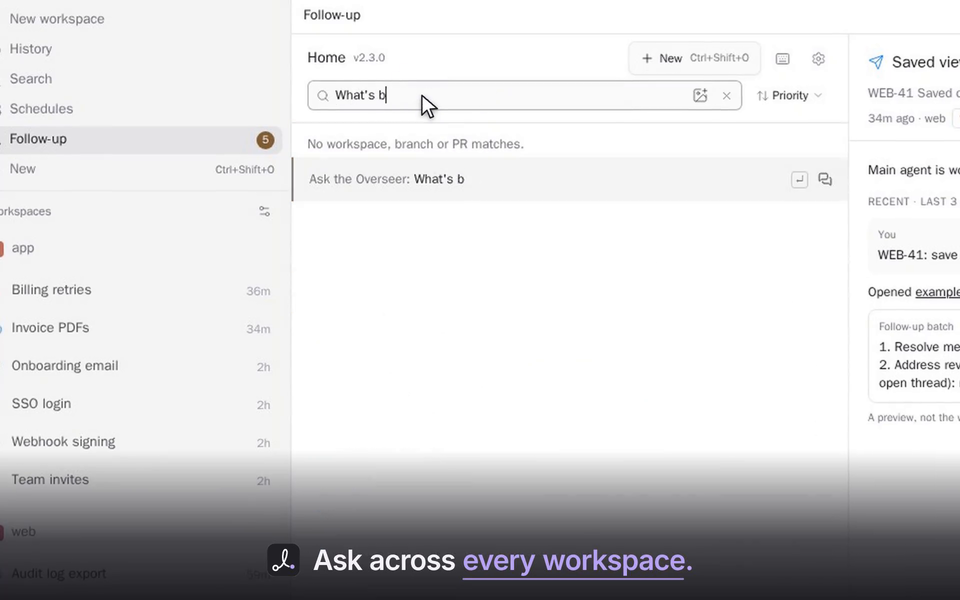 New workspace
History
Search
Schedules
Follow-up 5
New Ctrl+Shift+O
orkspaces
app
Billing retries 36m
Invoice PDFs 34m
Onboarding email 2h
SSO login 2h
Webhook signing 2h
Team invites 2h
web
Audit log export
Follow-up
Home v2.3.0
New Ctrl+Shift+O
What's b
Priority
No workspace, branch or PR matches.
Ask the Overseer: What's b
Saved vie
WEB-41 Saved
34m ago · web
Main agent is wo
RECENT · LAST 3
You
WEB-41: save
Opened example
Follow-up batch
1. Resolve me
2. Address rev
open thread):
A preview, not the
Ask across every workspace.